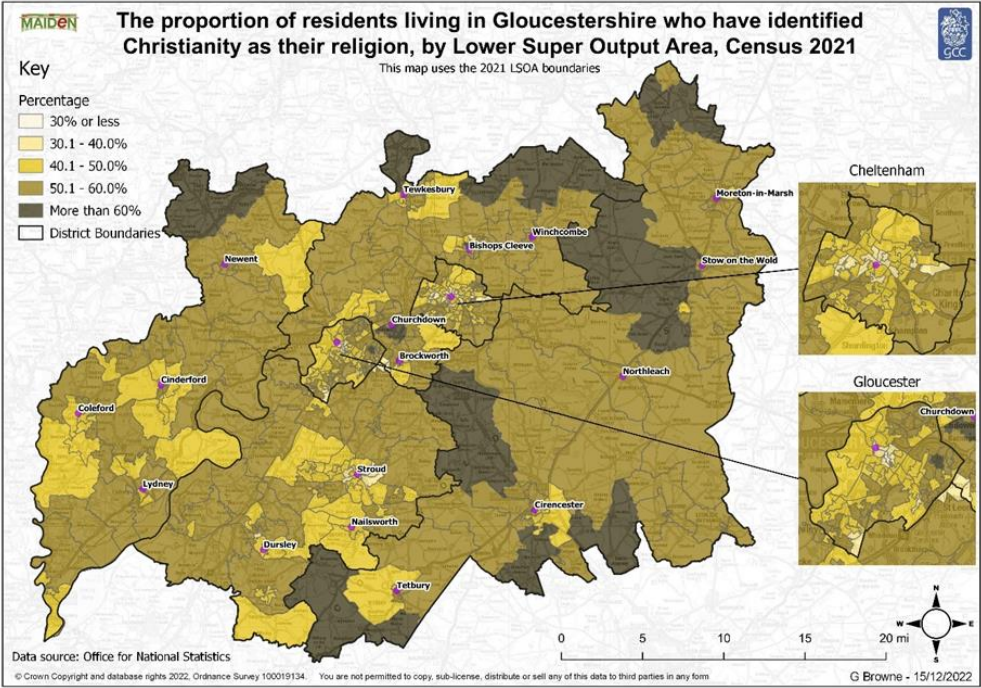 MAIDEN
The proportion of residents living in Gloucestershire who have identified
Christianity as their religion, by Lower Super Output Area, Census 2021
This map uses the 2021 LSOA boundaries
GCC
Key
Percentage
30% or less
30.1 - 40.0%
40.1 - 50.0%
50.1 - 60.0%
More than 60%
District Boundaries
Cheltenham
Tewkesbury
Moreton-in-Marsh
Winchcombe
Bishops Cleeve
Newent
Stow on the Wold
Churchdown
Brockworth
Northleach
Cinderford
Coleford
Gloucester
Churchdown
Stroud
Lydney
Cirencester
Nailsworth
Dursley
Tetbury
N
W
E
S
0 5 10 15 20 mi
Data source: Office for National Statistics
© Crown Copyright and database rights 2022, Ordnance Survey 100019134. You are not permitted to copy, sub-license, distribute or sell any of this data to third parties in any form
G Browne - 15/12/2022